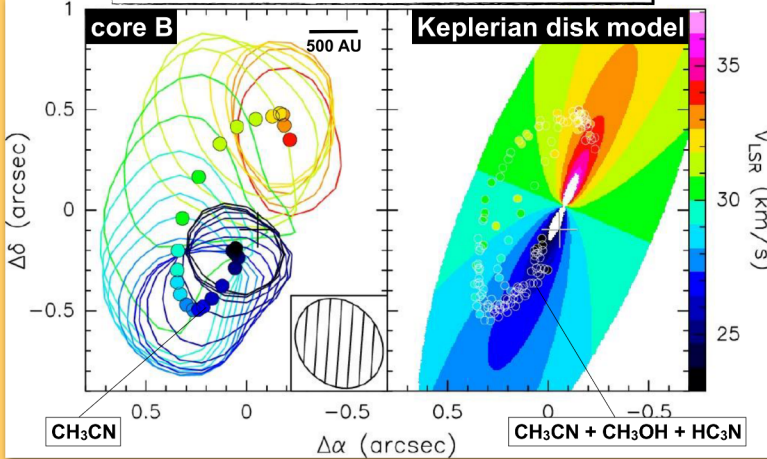 core B
500 AU
Keplerian disk model
1
0.5
0
−0.5
Δδ (arcsec)
0.5
0
−0.5
0.5
0
−0.5
Δα (arcsec)
35
30
25
VLSR (km/s)
CH₃CN
CH₃CN + CH₃OH + HC₃N